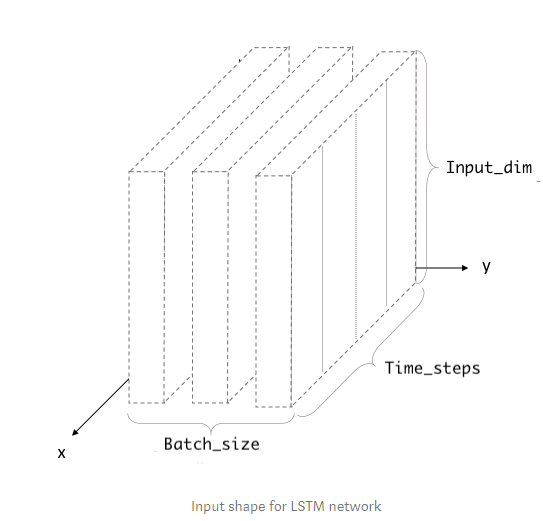 Input_dim
y
Time_steps
Batch_size
x
Input shape for LSTM network